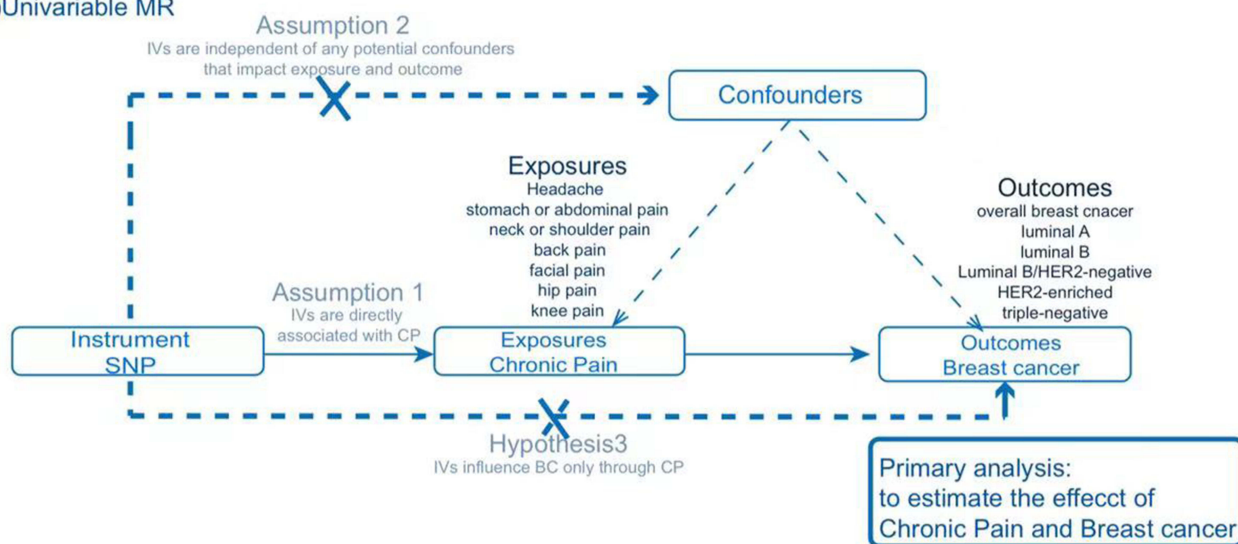 Univariable MR
Assumption 2
IVs are independent of any potential confounders
that impact exposure and outcome
Confounders
Exposures
Headache
stomach or abdominal pain
neck or shoulder pain
back pain
facial pain
hip pain
knee pain
Outcomes
overall breast cnacer
luminal A
luminal B
Luminal B/HER2-negative
HER2-enriched
triple-negative
Assumption 1
IVs are directly
associated with CP
Instrument
SNP
Exposures
Chronic Pain
Outcomes
Breast cancer
Hypothesis3
IVs influence BC only through CP
Primary analysis:
to estimate the effecct of
Chronic Pain and Breast cancer